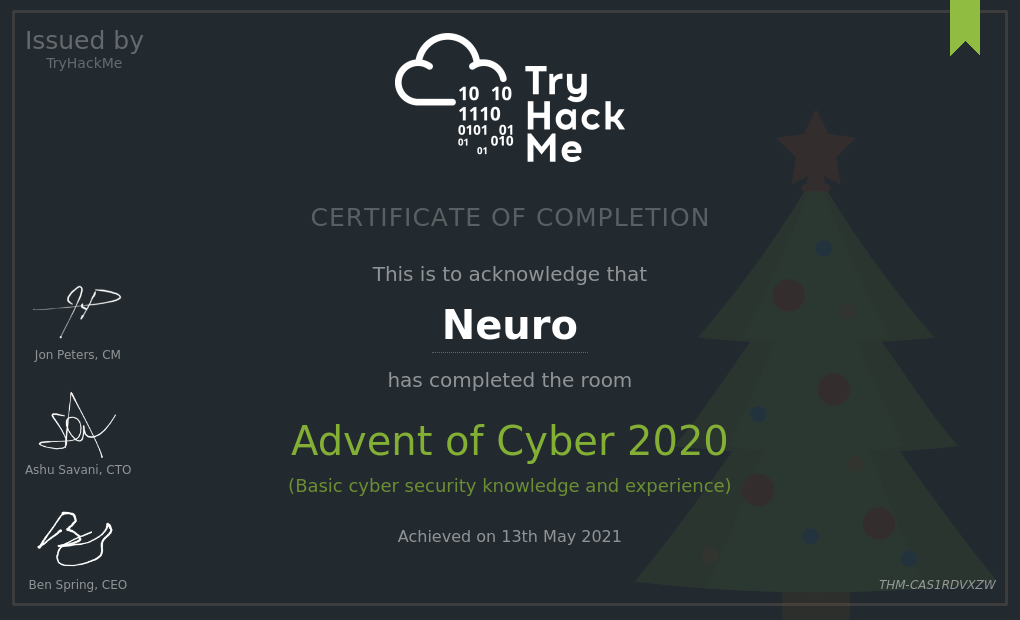 Issued by
TryHackMe
10 10
1110
0101 01
01 010
01
Try
Hack
Me
CERTIFICATE OF COMPLETION
This is to acknowledge that
Neuro
has completed the room
Advent of Cyber 2020
(Basic cyber security knowledge and experience)
Achieved on 13th May 2021
Jon Peters, CM
Ashu Savani, CTO
Ben Spring, CEO
THM-CAS1RDVXZW